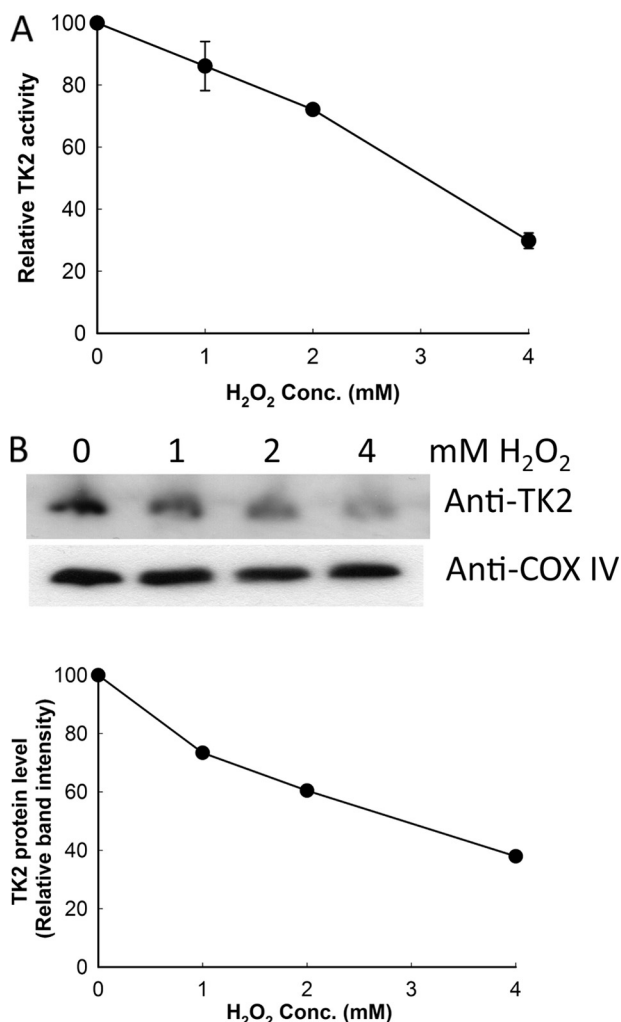 A
100
80
60
40
20
0
Relative TK2 activity
0 1 2 3 4
H₂O₂ Conc. (mM)
B 0 1 2 4 mM H₂O₂
Anti-TK2
Anti-COX IV
100
80
60
40
20
0
TK2 protein level
(Relative band intensity)
0 1 2 3 4
H₂O₂ Conc. (mM)